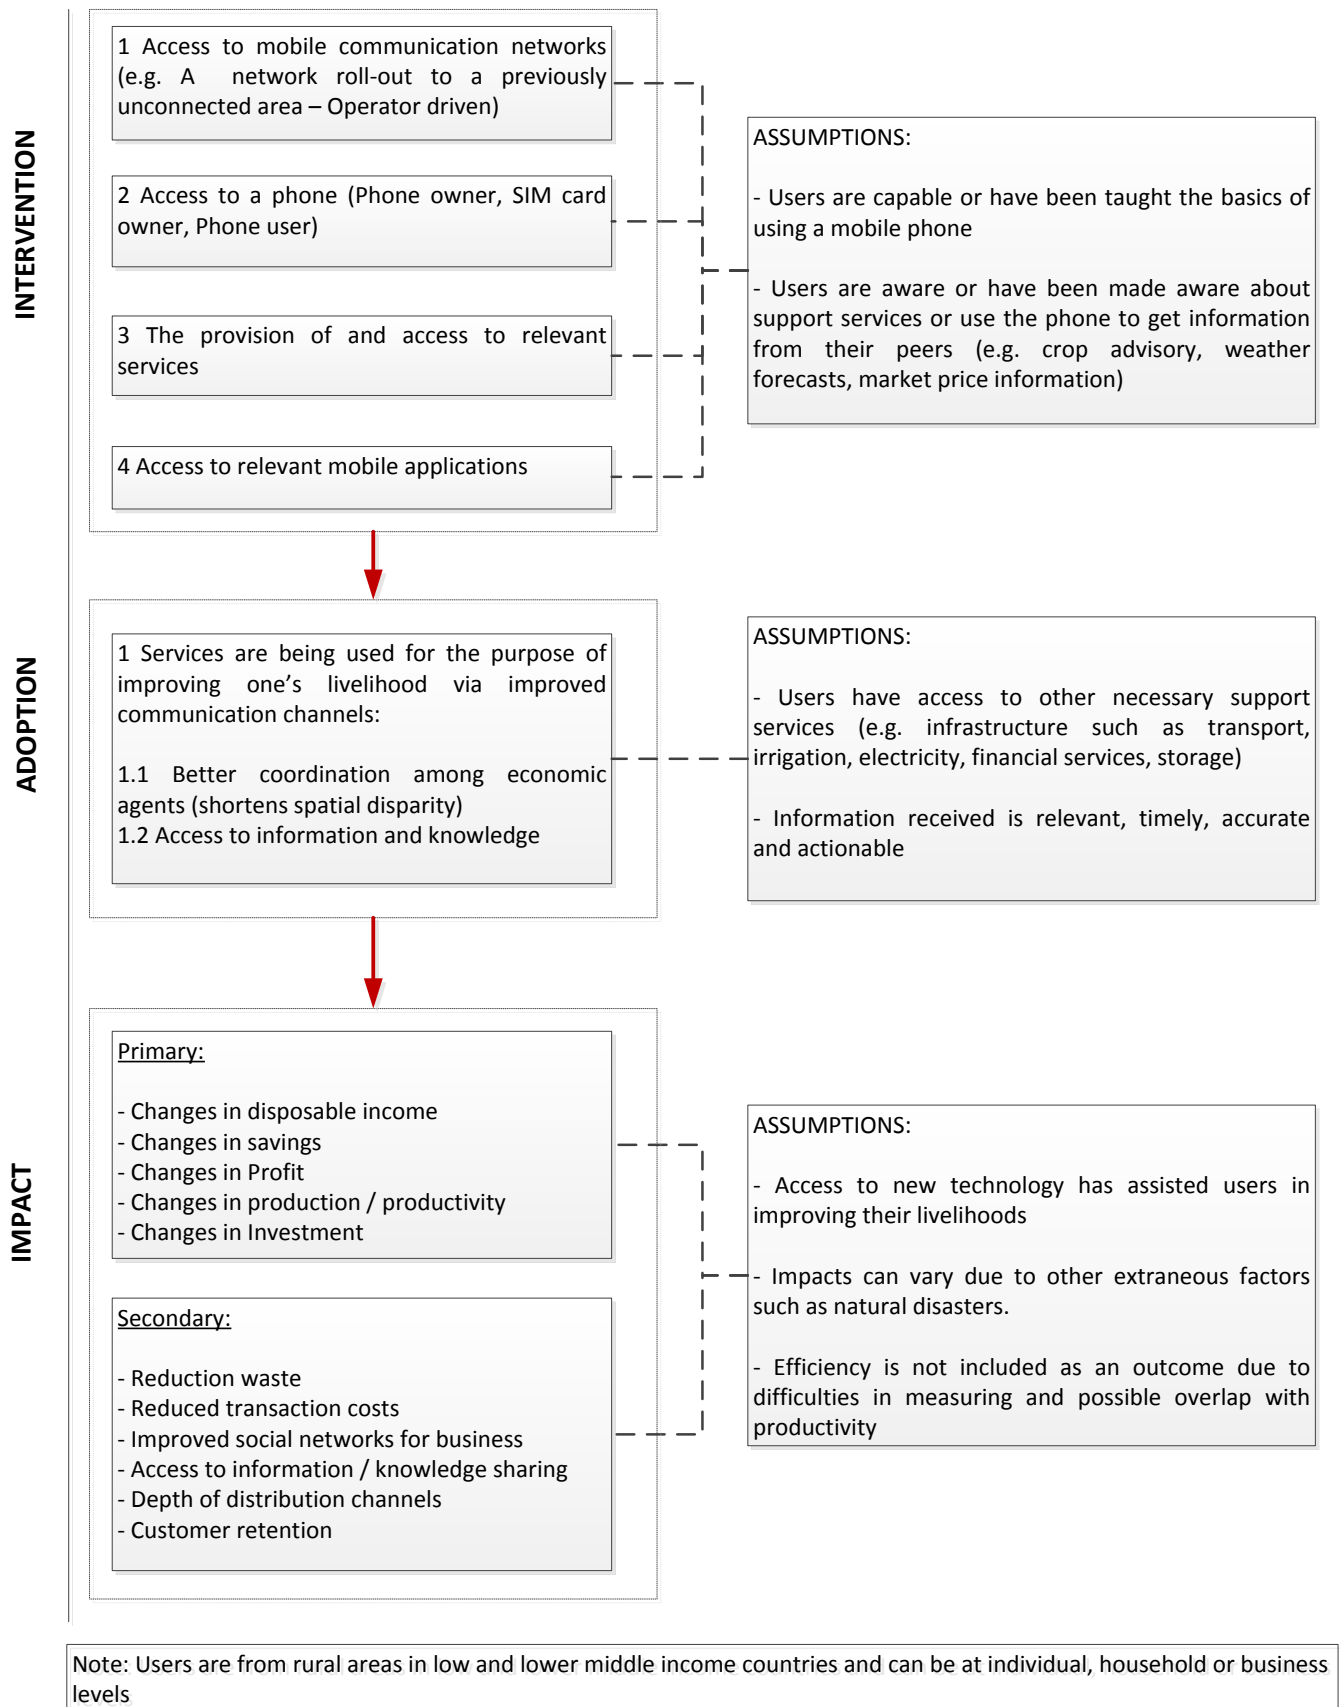 INTERVENTION
1 Access to mobile communication networks
(e.g. A network roll-out to a previously
unconnected area – Operator driven)
2 Access to a phone (Phone owner, SIM card
owner, Phone user)
3 The provision of and access to relevant
services
4 Access to relevant mobile applications
ASSUMPTIONS:
- Users are capable or have been taught the basics of
using a mobile phone
- Users are aware or have been made aware about
support services or use the phone to get information
from their peers (e.g. crop advisory, weather
forecasts, market price information)
ADOPTION
1 Services are being used for the purpose of
improving one's livelihood via improved
communication channels:
1.1 Better coordination among economic
agents (shortens spatial disparity)
1.2 Access to information and knowledge
ASSUMPTIONS:
- Users have access to other necessary support
services (e.g. infrastructure such as transport,
irrigation, electricity, financial services, storage)
- Information received is relevant, timely, accurate
and actionable
IMPACT
Primary:
- Changes in disposable income
- Changes in savings
- Changes in Profit
- Changes in production / productivity
- Changes in Investment
Secondary:
- Reduction waste
- Reduced transaction costs
- Improved social networks for business
- Access to information / knowledge sharing
- Depth of distribution channels
- Customer retention
ASSUMPTIONS:
- Access to new technology has assisted users in
improving their livelihoods
- Impacts can vary due to other extraneous factors
such as natural disasters.
- Efficiency is not included as an outcome due to
difficulties in measuring and possible overlap with
productivity
Note: Users are from rural areas in low and lower middle income countries and can be at individual, household or business
levels